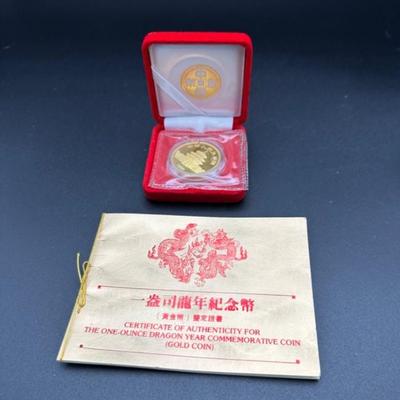 一盎司龍年紀念幣
（黃金幣）鑒定證書
CERTIFICATE OF AUTHENTICITY FOR
THE ONE-OUNCE DRAGON YEAR COMMEMORATIVE COIN
(GOLD COIN)